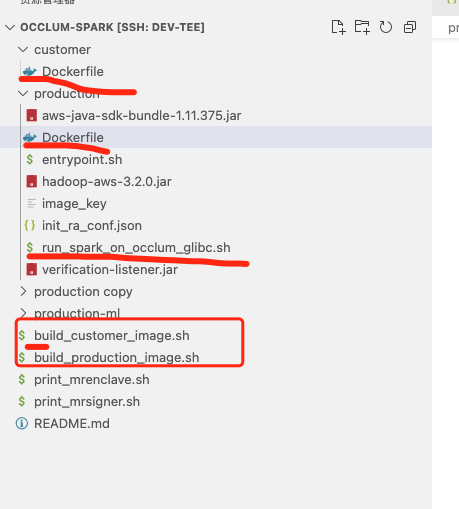 资源管理器
OCCLUM-SPARK [SSH: DEV-TEE]
customer
Dockerfile
production
aws-java-sdk-bundle-1.11.375.jar
Dockerfile
$ entrypoint.sh
hadoop-aws-3.2.0.jar
image_key
{ } init_ra_conf.json
$ run_spark_on_occlum_glibc.sh
verification-listener.jar
production copy
production-ml
$ build_customer_image.sh
$ build_production_image.sh
$ print_mrenclave.sh
$ print_mrsigner.sh
README.md